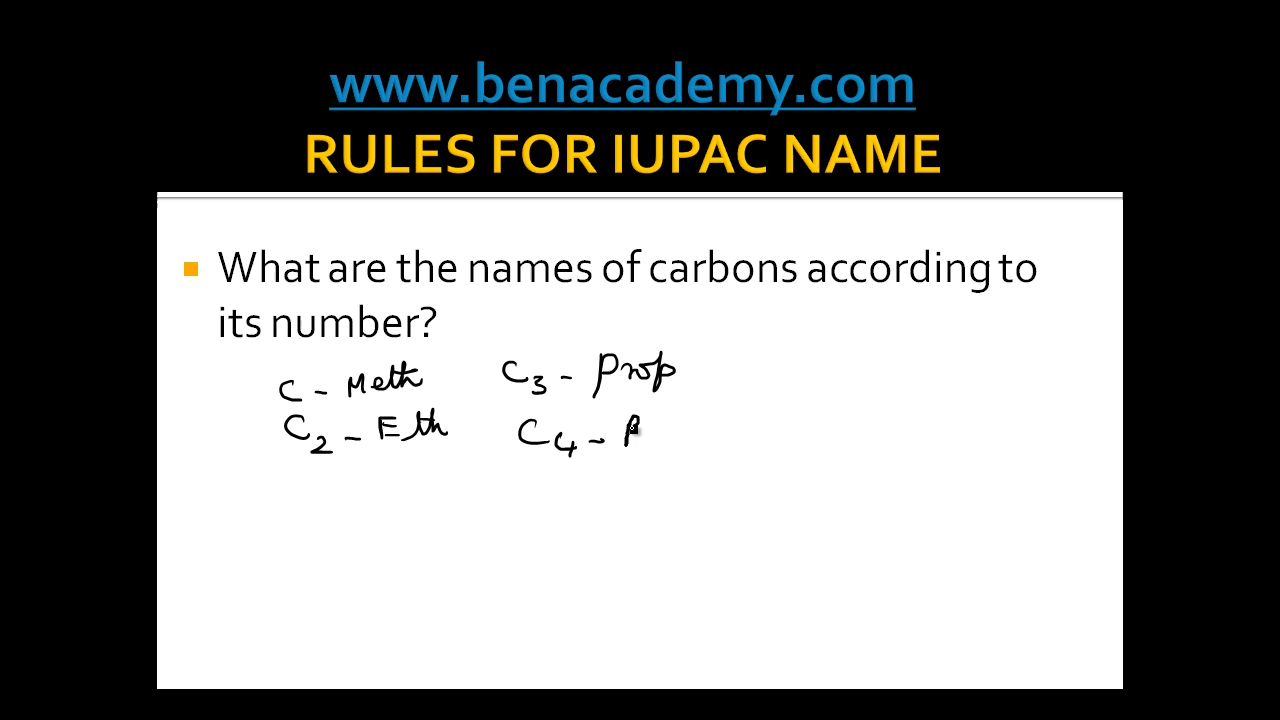 www.benacademy.com
RULES FOR IUPAC NAME
What are the names of carbons according to
its number?
C - Meth C3 - Prop
C2 - Eth C4 -